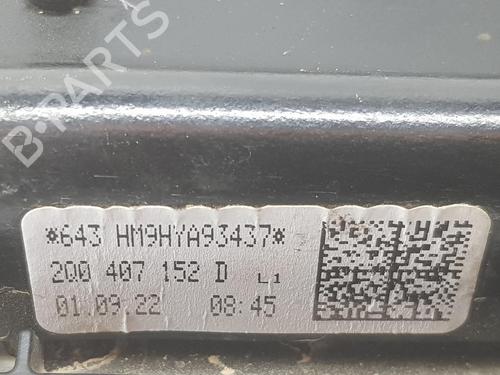 B-PARTS
*643 HM9HYA93437*
2Q0 407 152 D L1
01.09.22 08:45